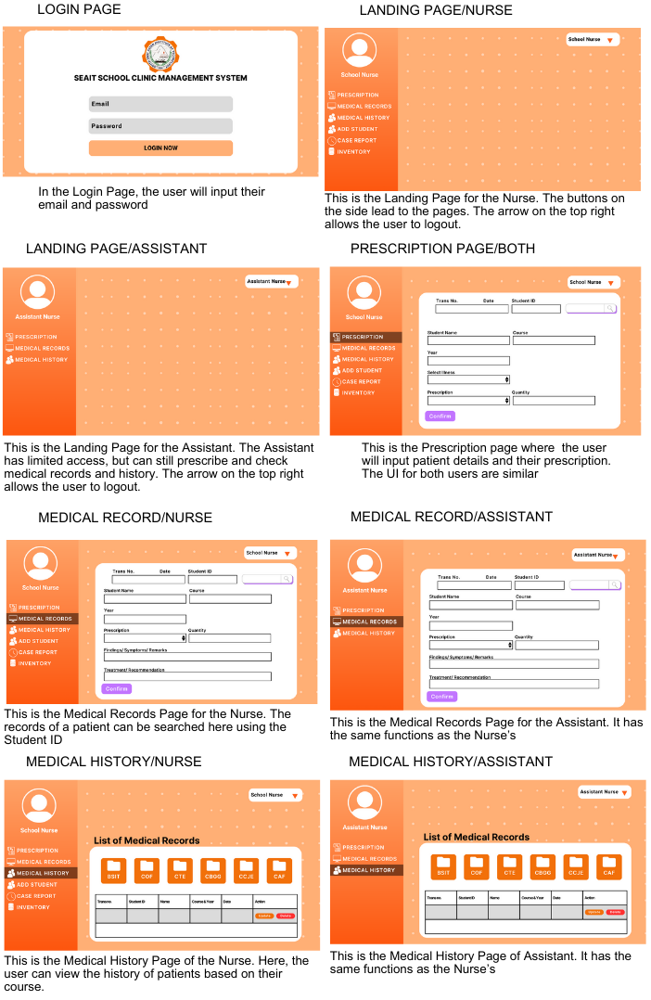 LOGIN PAGE
SEAIT SCHOOL CLINIC MANAGEMENT SYSTEM
Email
Password
LOGIN NOW
In the Login Page, the user will input their
email and password
LANDING PAGE/NURSE
School Nurse
School Nurse
PRESCRIPTION
MEDICAL RECORDS
MEDICAL HISTORY
ADD STUDENT
CASE REPORT
INVENTORY
This is the Landing Page for the Nurse. The buttons on
the side lead to the pages. The arrow on the top right
allows the user to logout.
LANDING PAGE/ASSISTANT
Assistant Nurse
Assistant Nurse
PRESCRIPTION
MEDICAL RECORDS
MEDICAL HISTORY
This is the Landing Page for the Assistant. The Assistant
has limited access, but can still prescribe and check
medical records and history. The arrow on the top right
allows the user to logout.
PRESCRIPTION PAGE/BOTH
School Nurse
School Nurse
PRESCRIPTION
MEDICAL RECORDS
MEDICAL HISTORY
ADD STUDENT
CASE REPORT
INVENTORY
Trans No. Date Student ID
Student Name Course
Year
Select Illness
Prescription Quantity
Confirm
This is the Prescription page where the user
will input patient details and their prescription.
The UI for both users are similar
MEDICAL RECORD/NURSE
School Nurse
School Nurse
PRESCRIPTION
MEDICAL RECORDS
MEDICAL HISTORY
ADD STUDENT
CASE REPORT
INVENTORY
Trans No. Date Student ID
Student Name Course
Year
Prescription Quantity
Findings/ Symptoms/ Remarks
Treatment/ Recommendation
Confirm
This is the Medical Records Page for the Nurse. The
records of a patient can be searched here using the
Student ID
MEDICAL RECORD/ASSISTANT
Assistant Nurse
Assistant Nurse
PRESCRIPTION
MEDICAL RECORDS
MEDICAL HISTORY
Trans No. Date Student ID
Student Name Course
Year
Prescription Quantity
Findings/ Symptoms/ Remarks
Treatment/ Recommendation
Confirm
This is the Medical Records Page for the Assistant. It has
the same functions as the Nurse's
MEDICAL HISTORY/NURSE
School Nurse
School Nurse
PRESCRIPTION
MEDICAL RECORDS
MEDICAL HISTORY
ADD STUDENT
CASE REPORT
INVENTORY
List of Medical Records
BSIT COF CTE CBGG CCJE CAF
Trans no. Student ID Name Course & Year Date Action
Update Delete
This is the Medical History Page of the Nurse. Here, the
user can view the history of patients based on their
course.
MEDICAL HISTORY/ASSISTANT
Assistant Nurse
Assistant Nurse
PRESCRIPTION
MEDICAL RECORDS
MEDICAL HISTORY
List of Medical Records
BSIT COF CTE CBGG CCJE CAF
Trans no. Student ID Name Course & Year Date Action
Update Delete
This is the Medical History Page of Assistant. It has the
same functions as the Nurse's